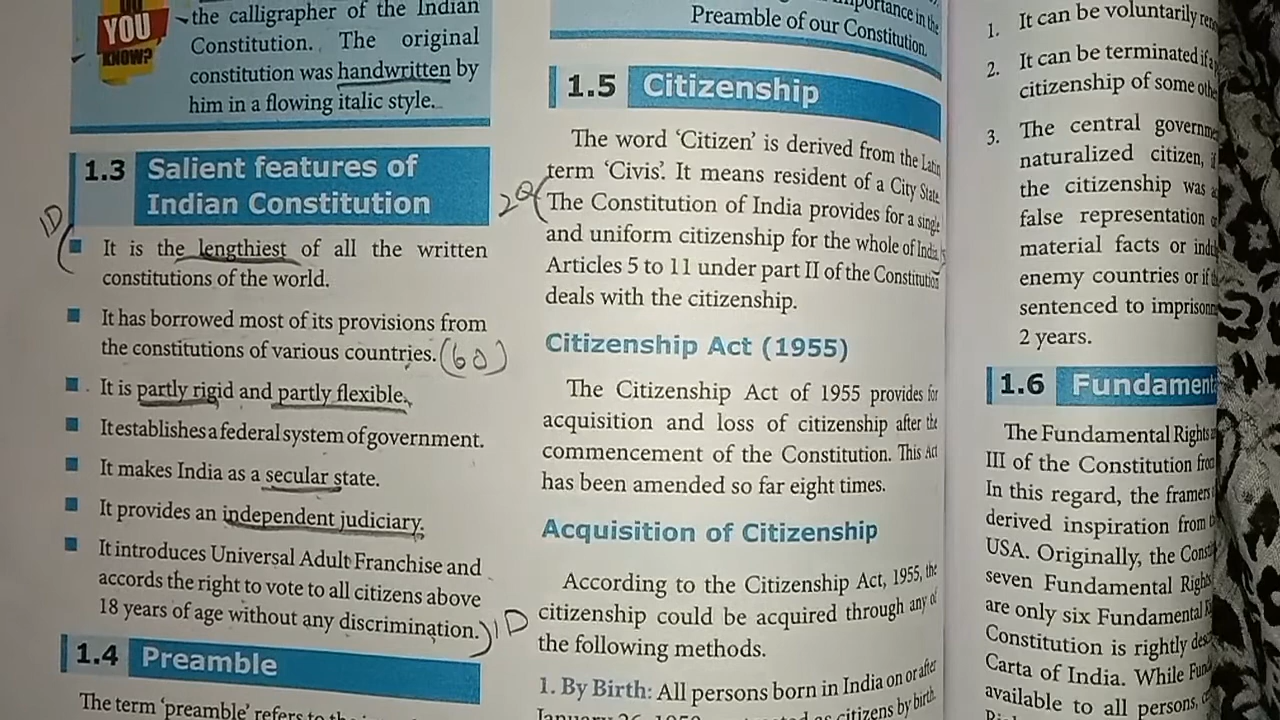 YOU
KNOW?
the calligrapher of the Indian
Constitution. The original
constitution was handwritten by
him in a flowing italic style.
1.3 Salient features of
Indian Constitution
It is the lengthiest of all the written
constitutions of the world.
It has borrowed most of its provisions from
the constitutions of various countries. (60)
It is partly rigid and partly flexible.
It establishes a federal system of government.
It makes India as a secular state.
It provides an independent judiciary.
It introduces Universal Adult Franchise and
accords the right to vote to all citizens above
18 years of age without any discrimination.
1.4 Preamble
The term 'preamble' refers to the
importance in the
Preamble of our Constitution.
1.5 Citizenship
The word 'Citizen' is derived from the Latin
term 'Civis'. It means resident of a City State.
The Constitution of India provides for a single
and uniform citizenship for the whole of India.
Articles 5 to 11 under part II of the Constitution
deals with the citizenship.
Citizenship Act (1955)
The Citizenship Act of 1955 provides for
acquisition and loss of citizenship after the
commencement of the Constitution. This Act
has been amended so far eight times.
Acquisition of Citizenship
According to the Citizenship Act, 1955, the
citizenship could be acquired through any of
the following methods.
1. By Birth: All persons born in India on or after
citizens by birth.
1. It can be voluntarily
2. It can be terminated if a
citizenship of some
3. The central
naturalized citizen,
the citizenship was
false representation
material facts or
enemy countries or if
sentenced to
2 years.
1.6
The Fundamental Rights
III of the Constitution from
In this regard, the framers
derived inspiration from
USA. Originally, the
seven Fundamental
are only six Fundamental
Constitution is rightly
Carta of India. While
available to all persons,